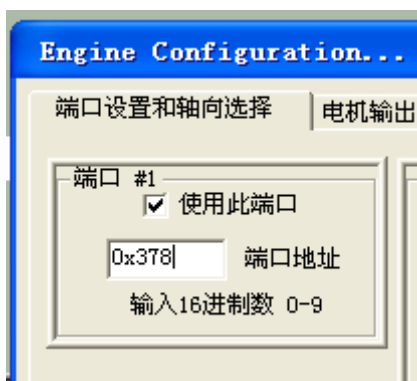 Engine Configuration...
端口设置和轴向选择
电机输出
端口 #1
使用此端口
0x378
端口地址
输入16进制数 0-9